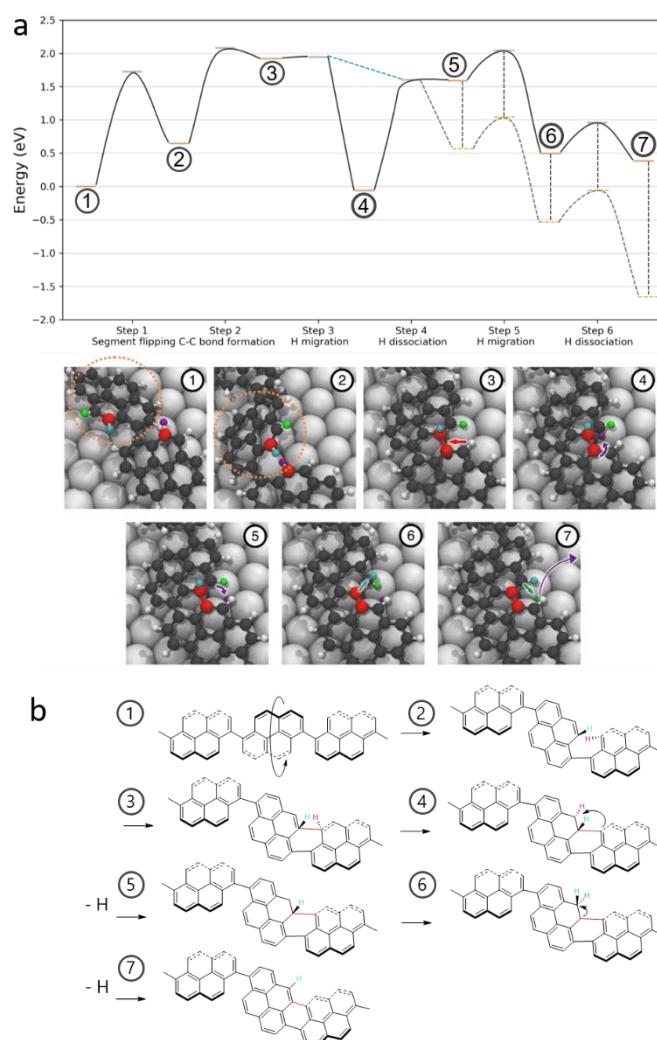 a
2.5
2.0
1.5
1.0
0.5
0.0
−0.5
−1.0
−1.5
−2.0
Energy (eV)
1
2
3
4
5
6
7
Step 1 Step 2 Step 3 Step 4 Step 5 Step 6
Segment flipping C-C bond formation H migration H dissociation H migration H dissociation
1
2
3
4
5
6
7
b
1
2
H
H
3
H H
4
H
H
- H
5
H
6
H
H
- H
7
H